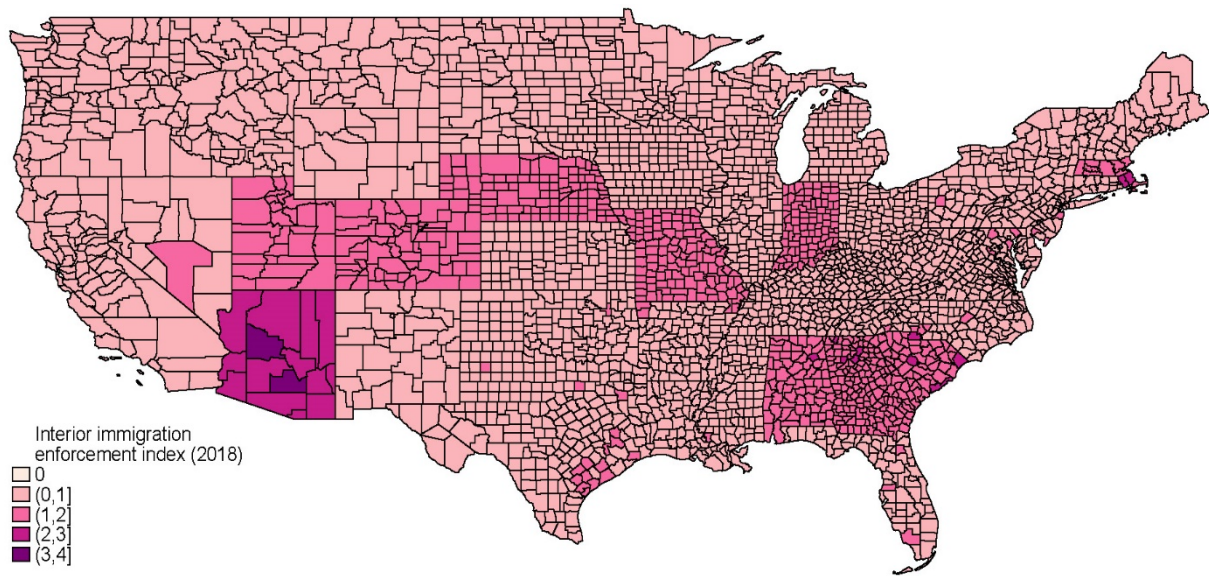 Interior immigration
enforcement index (2018)
0
(0,1]
(1,2]
(2,3]
(3,4]